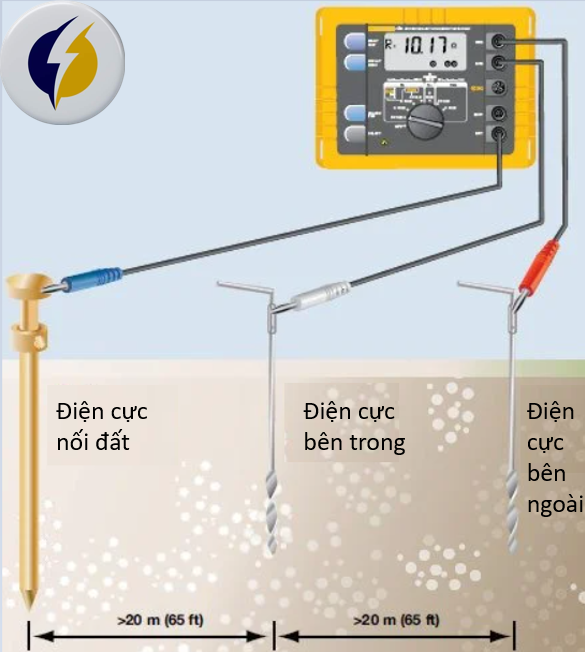 R
10.17 Ω
Điện cực
nối đất
Điện cực
bên trong
Điện
cực
bên
ngoài
>20 m (65 ft)
>20 m (65 ft)